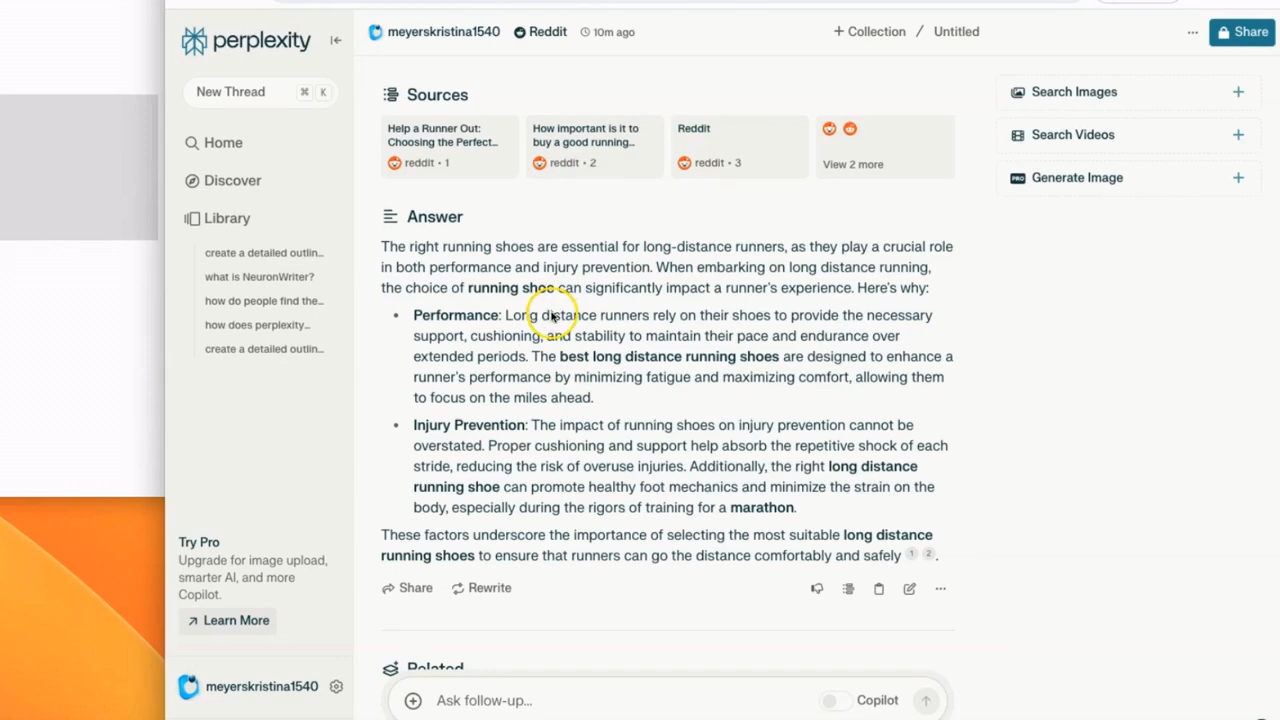 perplexity
New Thread ⌘ K
Home
Discover
Library
create a detailed outlin...
what is NeuronWriter?
how do people find the...
how does perplexity...
create a detailed outlin...
Try Pro
Upgrade for image upload,
smarter AI, and more
Copilot.
Learn More
meyerskristina1540
meyerskristina1540 Reddit 10m ago
+ Collection / Untitled
... Share
Sources
Help a Runner Out:
Choosing the Perfect...
reddit • 1
How important is it to
buy a good running...
reddit • 2
Reddit
reddit • 3
View 2 more
Answer
The right running shoes are essential for long-distance runners, as they play a crucial role
in both performance and injury prevention. When embarking on long distance running,
the choice of running shoe can significantly impact a runner's experience. Here's why:
• Performance: Long distance runners rely on their shoes to provide the necessary
support, cushioning, and stability to maintain their pace and endurance over
extended periods. The best long distance running shoes are designed to enhance a
runner's performance by minimizing fatigue and maximizing comfort, allowing them
to focus on the miles ahead.
• Injury Prevention: The impact of running shoes on injury prevention cannot be
overstated. Proper cushioning and support help absorb the repetitive shock of each
stride, reducing the risk of overuse injuries. Additionally, the right long distance
running shoe can promote healthy foot mechanics and minimize the strain on the
body, especially during the rigors of training for a marathon.
These factors underscore the importance of selecting the most suitable long distance
running shoes to ensure that runners can go the distance comfortably and safely 1 2 .
Share Rewrite
Related
Ask follow-up...
Copilot
Search Images +
Search Videos +
PRO Generate Image +